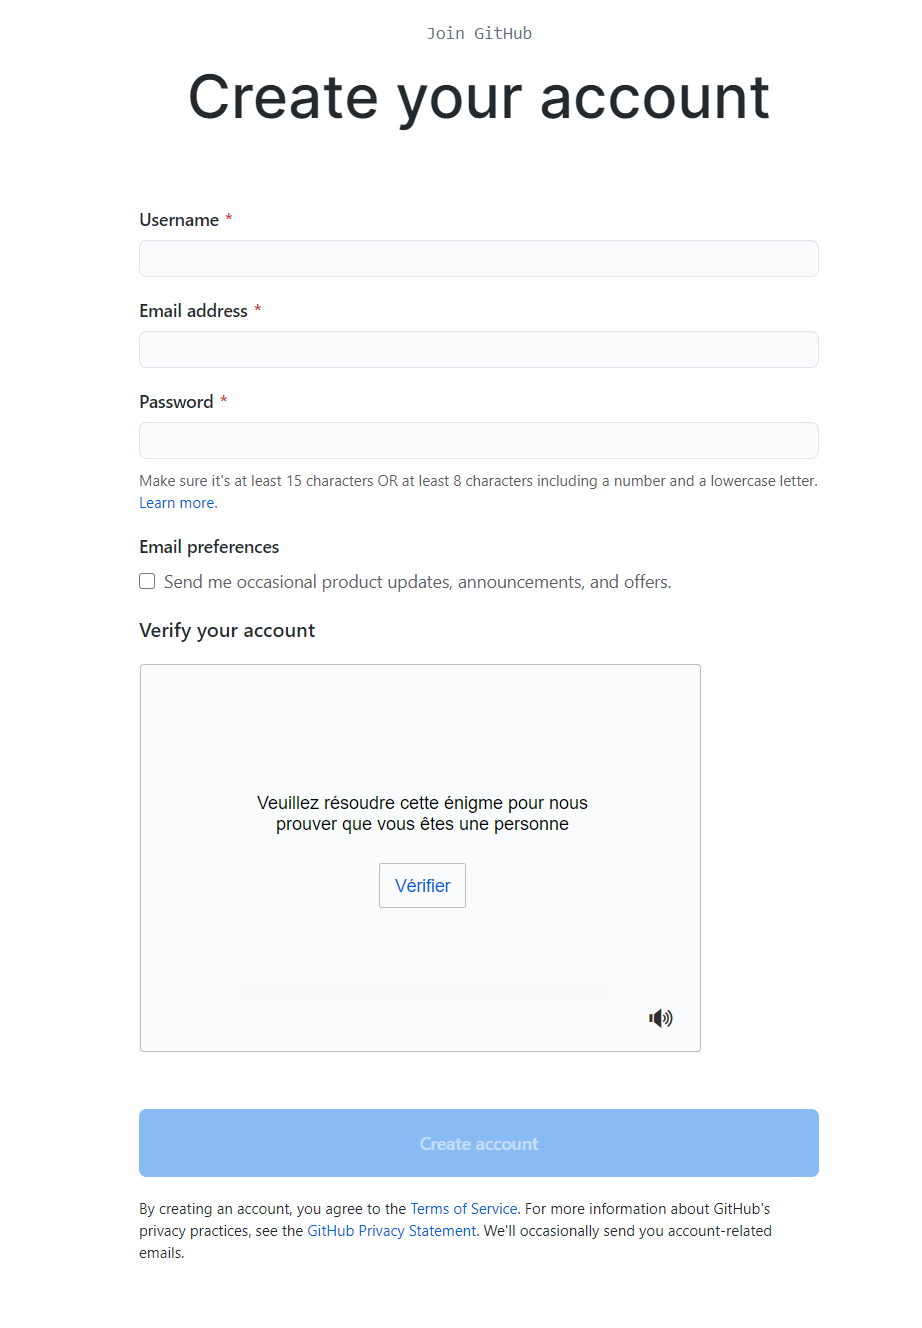 Join GitHub
Create your account
Username *
Email address *
Password *
Make sure it's at least 15 characters OR at least 8 characters including a number and a lowercase letter.
Learn more.
Email preferences
Send me occasional product updates, announcements, and offers.
Verify your account
Veuillez résoudre cette énigme pour nous
prouver que vous êtes une personne
Vérifier
Create account
By creating an account, you agree to the Terms of Service. For more information about GitHub's
privacy practices, see the GitHub Privacy Statement. We'll occasionally send you account-related
emails.